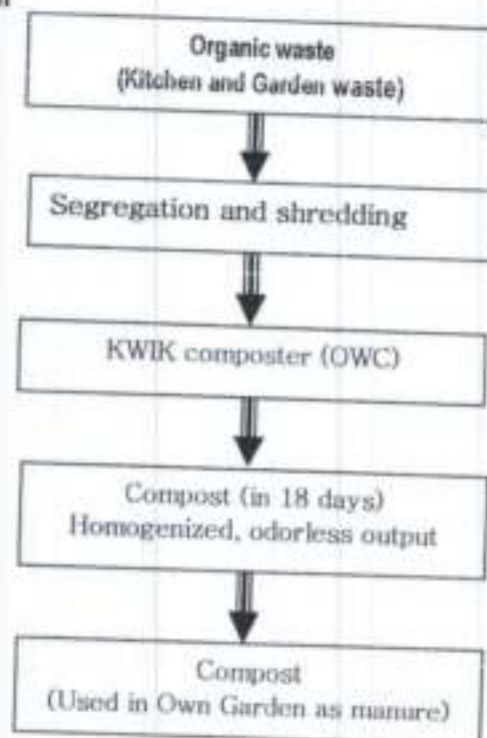 Organic waste
(Kitchen and Garden waste)
Segregation and shredding
KWIK composter (OWC)
Compost (in 18 days)
Homogenized, odorless output
Compost
(Used in Own Garden as manure)